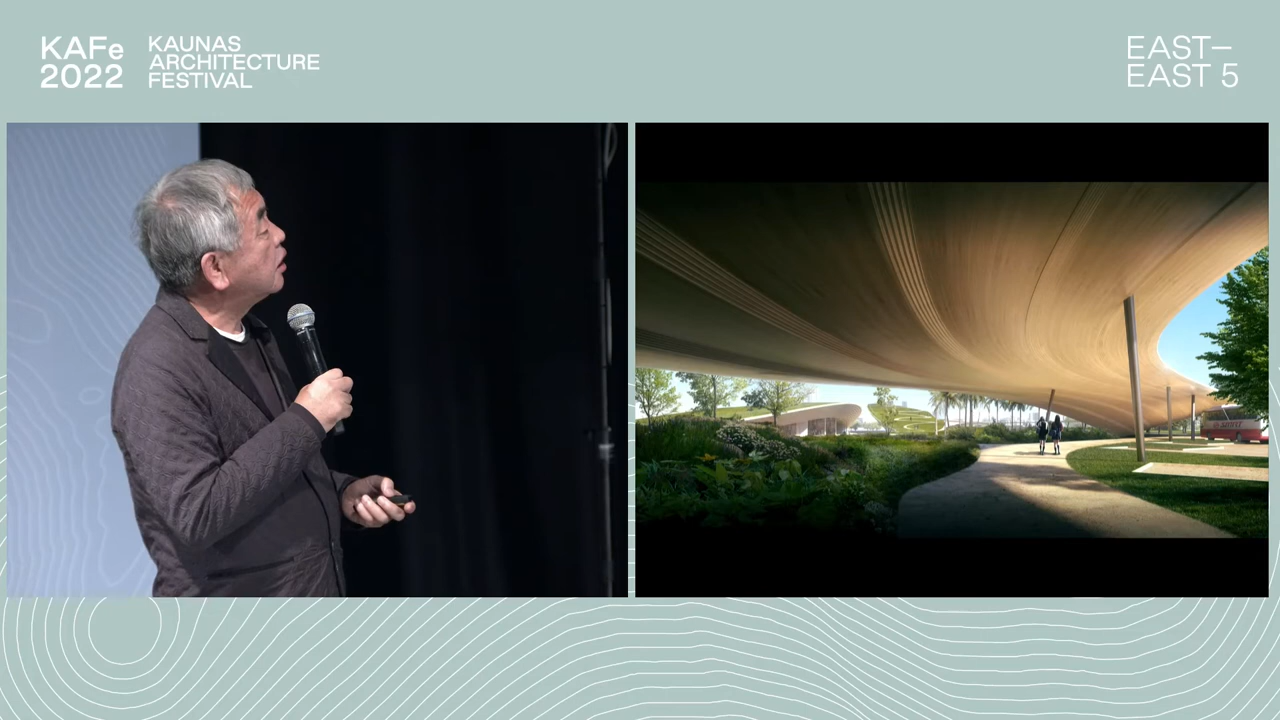 KAFe
2022
KAUNAS
ARCHITECTURE
FESTIVAL
EAST–
EAST 5